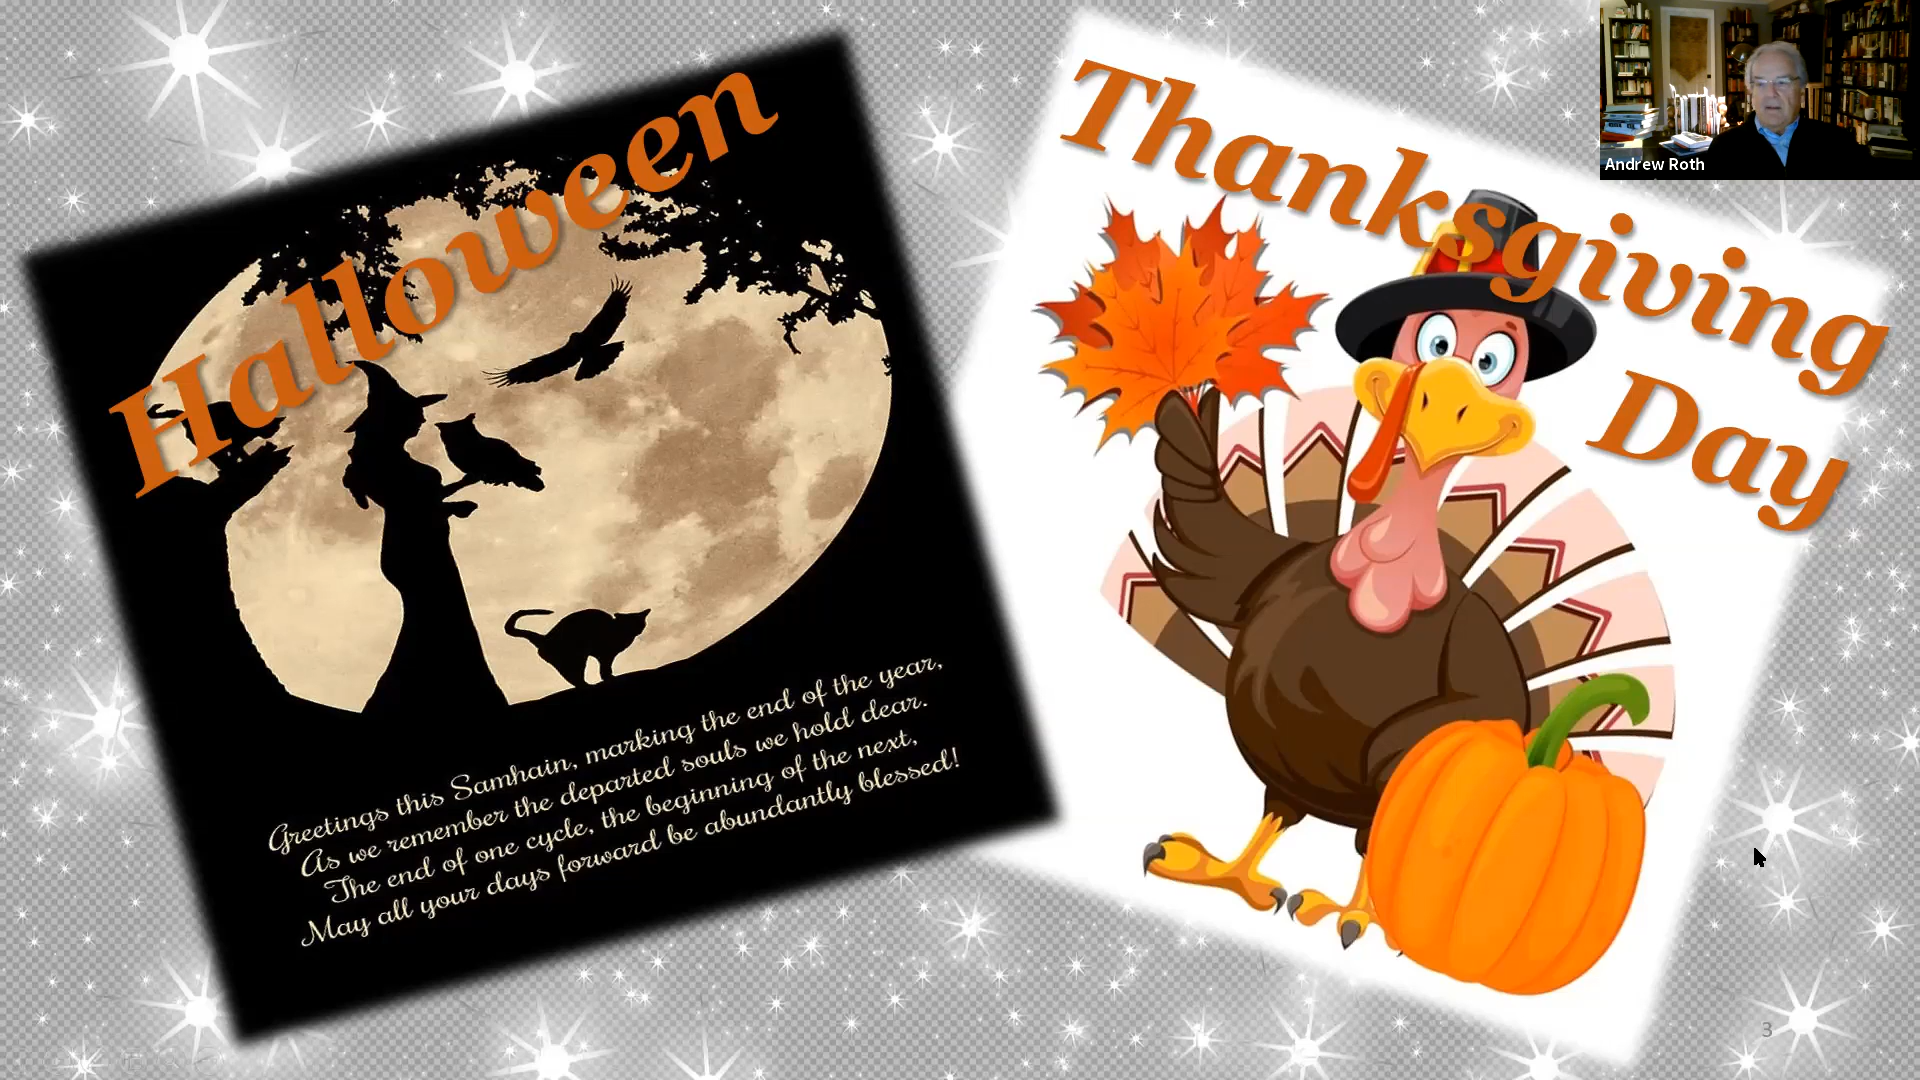 Halloween
Greetings this Samhain, marking the end of the year,
As we remember the departed souls we hold dear.
The end of one cycle, the beginning of the next,
May all your days forward be abundantly blessed!
Thanksgiving
Day
Andrew Roth
3